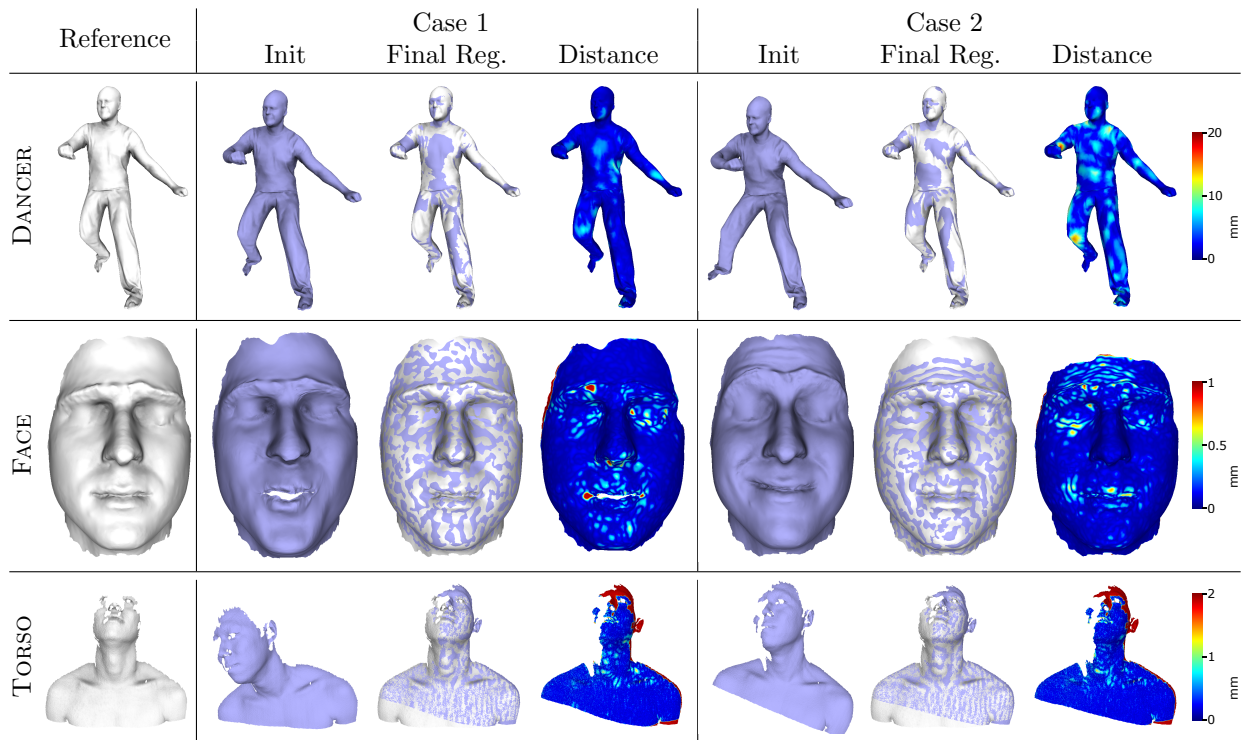 Case 1
Case 2
Reference
Init
Final Reg.
Distance
Init
Final Reg.
Distance
DANCER
20
10
0
mm
FACE
1
0.5
0
mm
TORSO
2
1
0
mm